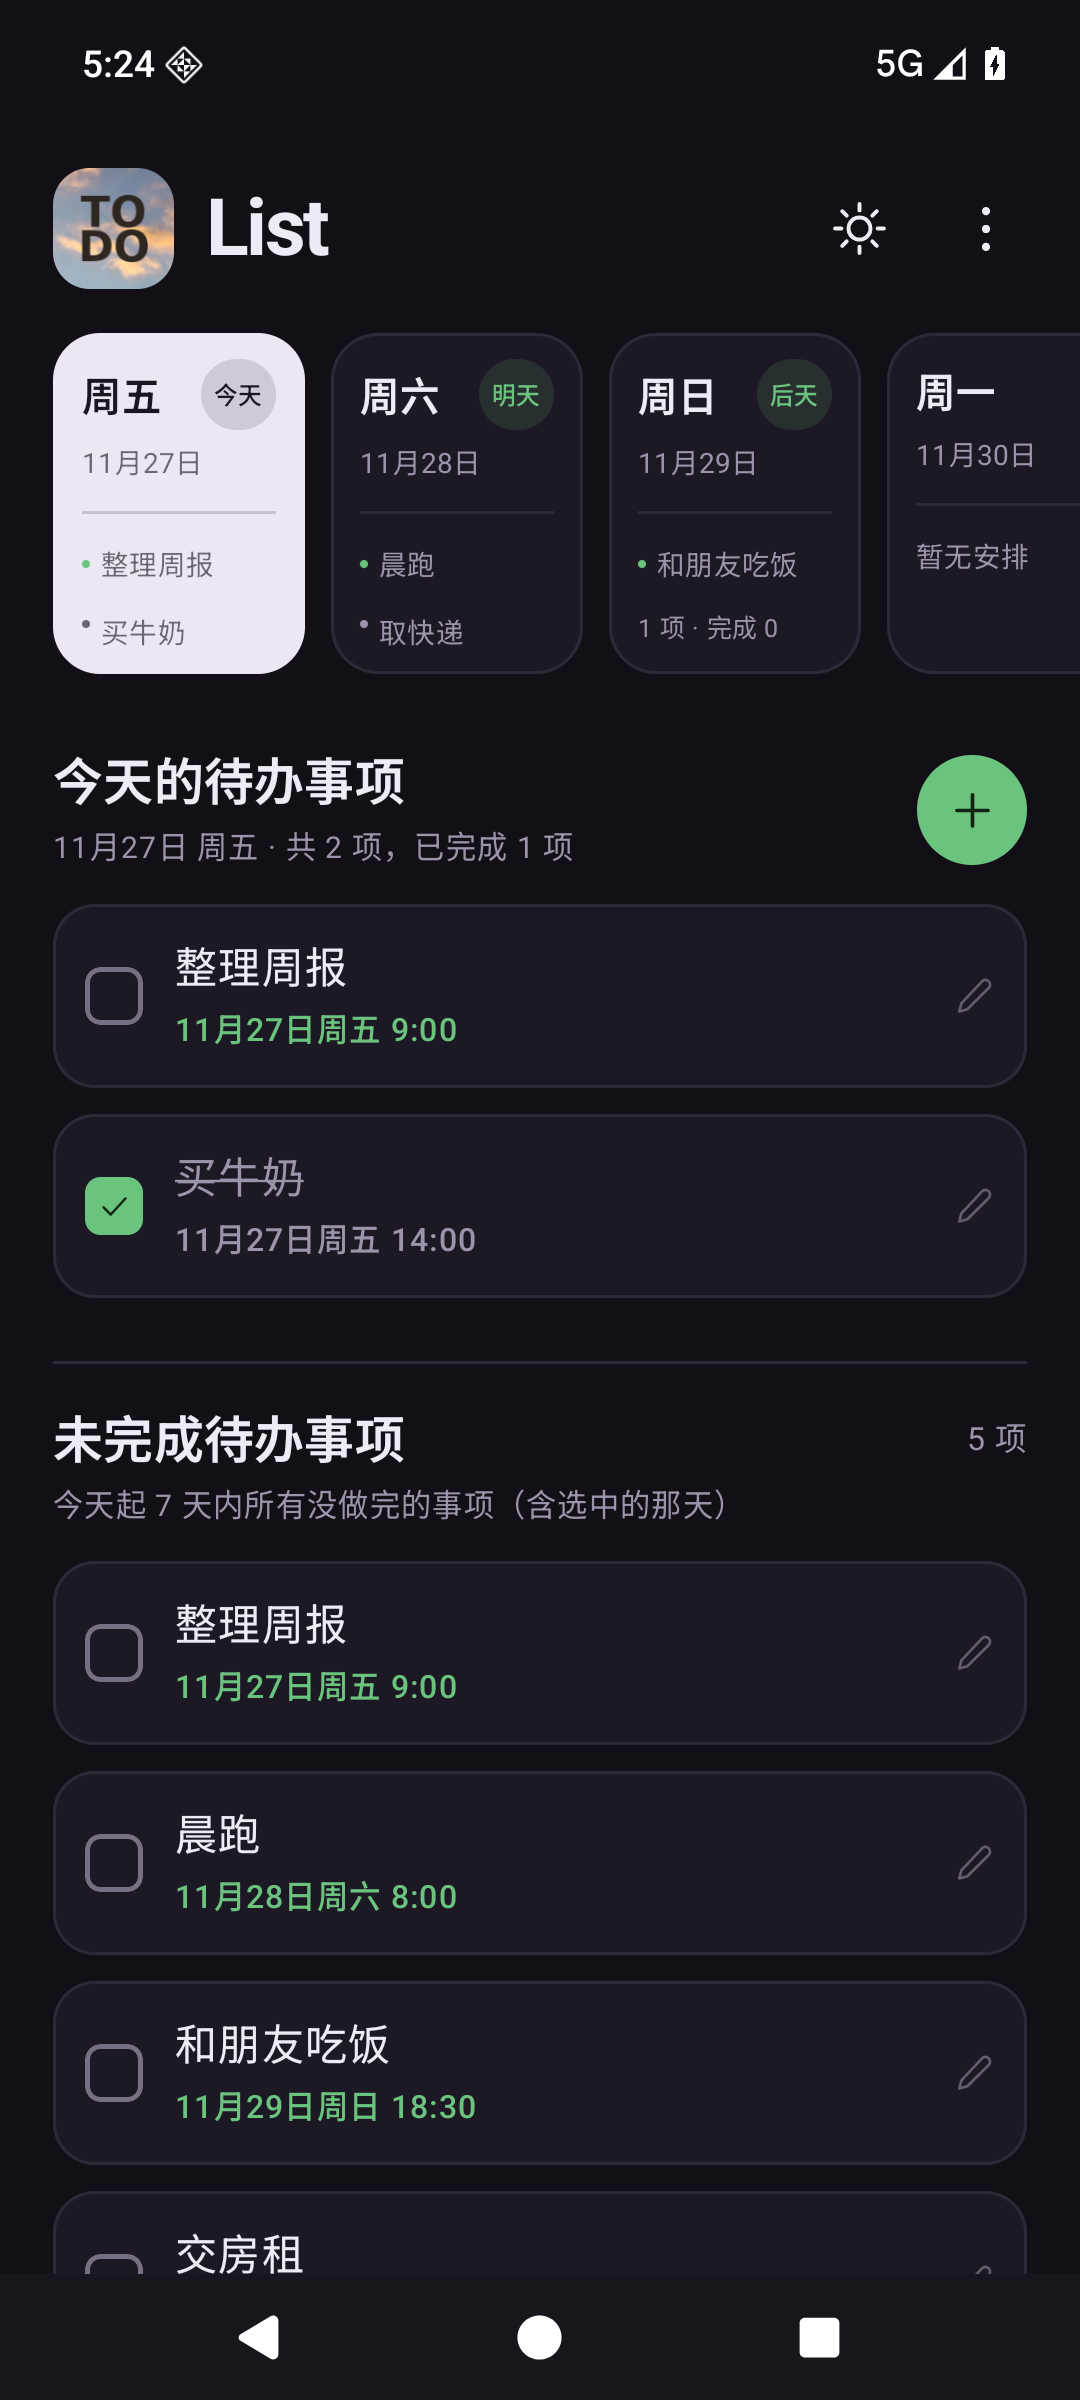 5:24
5G
TO
DO
List
周五 今天
11月27日
整理周报
买牛奶
周六 明天
11月28日
晨跑
取快递
周日 后天
11月29日
和朋友吃饭
1 项 · 完成 0
周一
11月30日
暂无安排
今天的待办事项
11月27日 周五 · 共 2 项，已完成 1 项
整理周报
11月27日周五 9:00
买牛奶
11月27日周五 14:00
未完成待办事项
5 项
今天起 7 天内所有没做完的事项（含选中的那天）
整理周报
11月27日周五 9:00
晨跑
11月28日周六 8:00
和朋友吃饭
11月29日周日 18:30
交房租